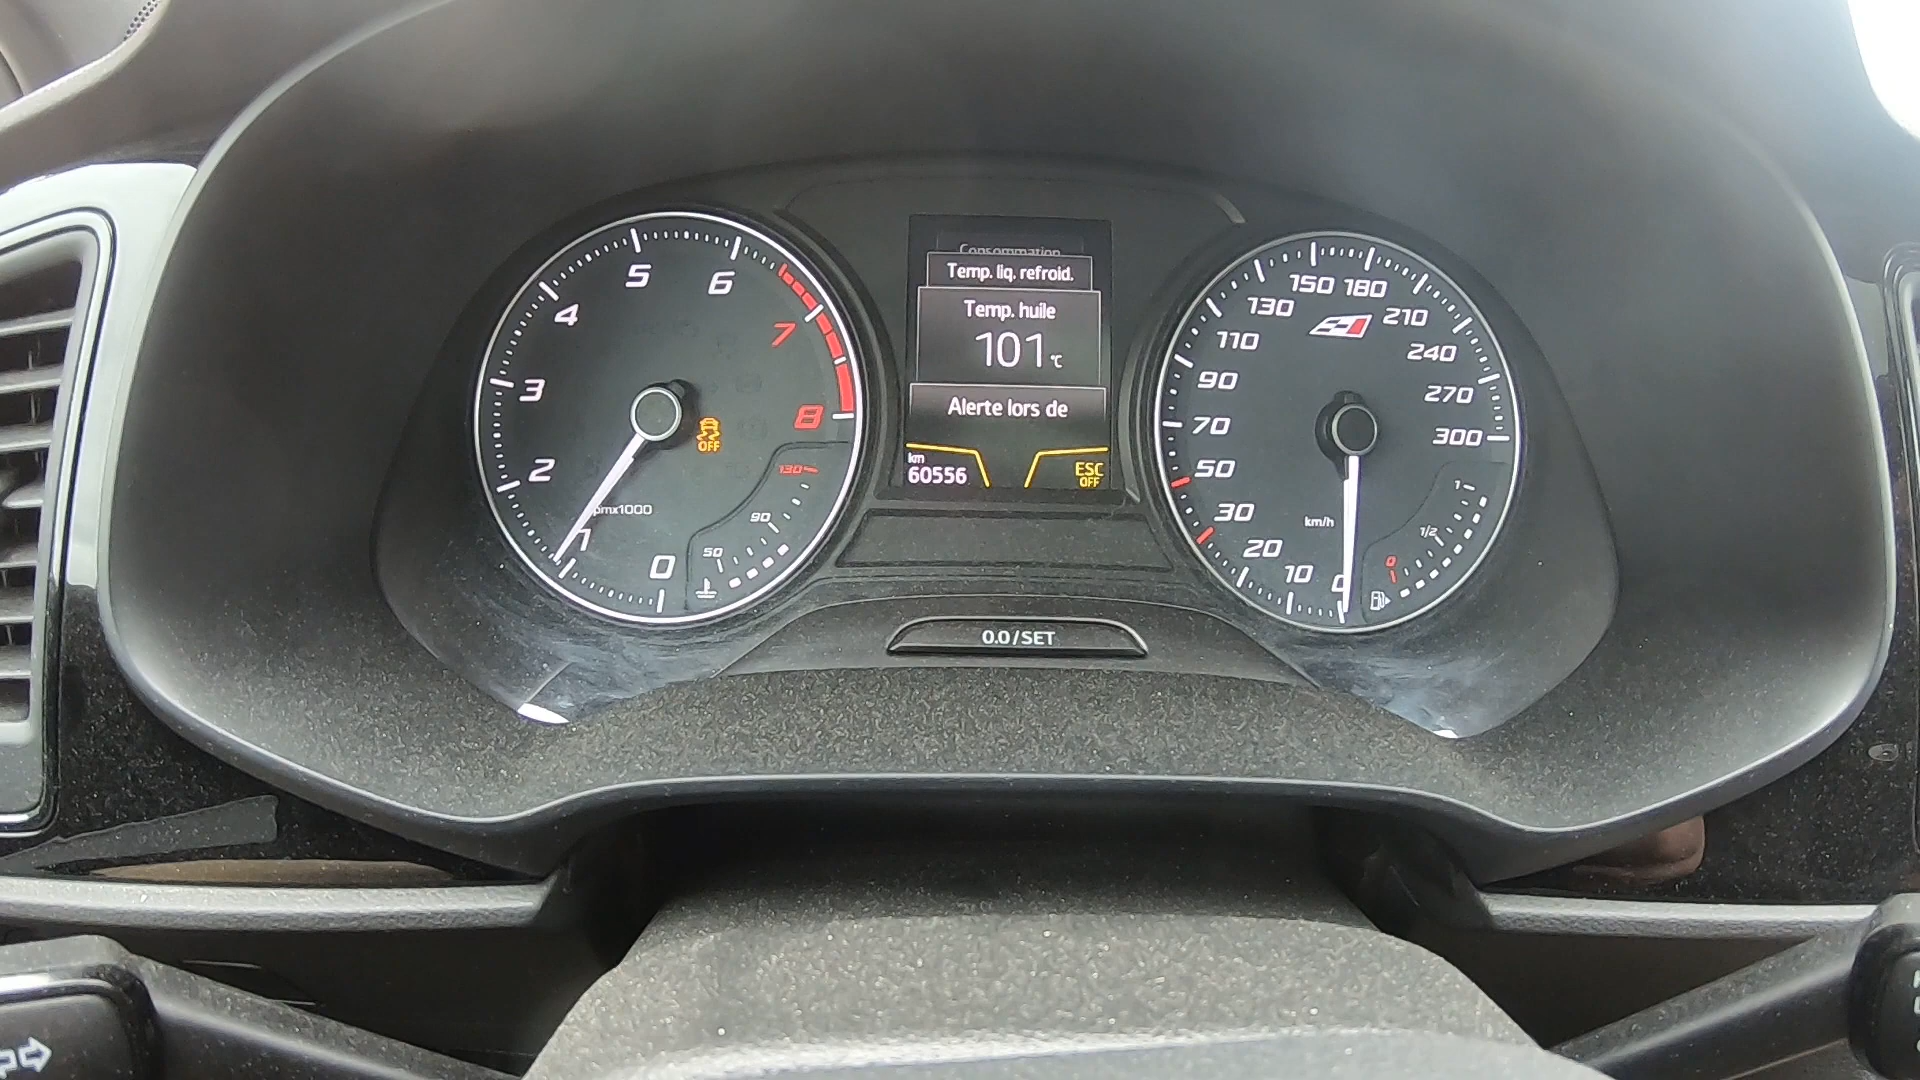 0
1
2
3
4
5
6
7
8
OFF
rpmx1000
50
90
130
Consommation
Temp. liq. refroid.
Temp. huile
101 °C
Alerte lors de
km
60556
ESC
OFF
0
10
20
30
50
70
90
110
130
150
180
210
240
270
300
km/h
0
1/2
1
0.0/SET